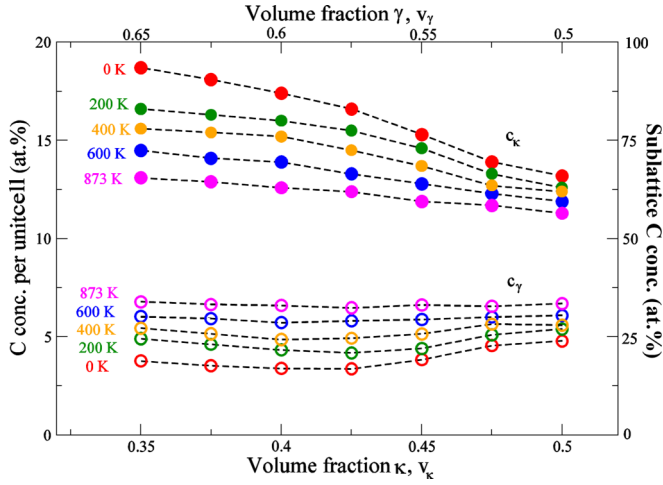 Volume fraction γ, vγ
0.65 0.6 0.55 0.5
20 100
0 K
200 K
400 K
600 K
873 K
cκ
15 75
10 50
C conc. per unitcell (at.%)
Sublattice C conc. (at.%)
873 K
600 K
400 K
200 K
0 K
cγ
5 25
0 0
0.35 0.4 0.45 0.5
Volume fraction κ, vκ